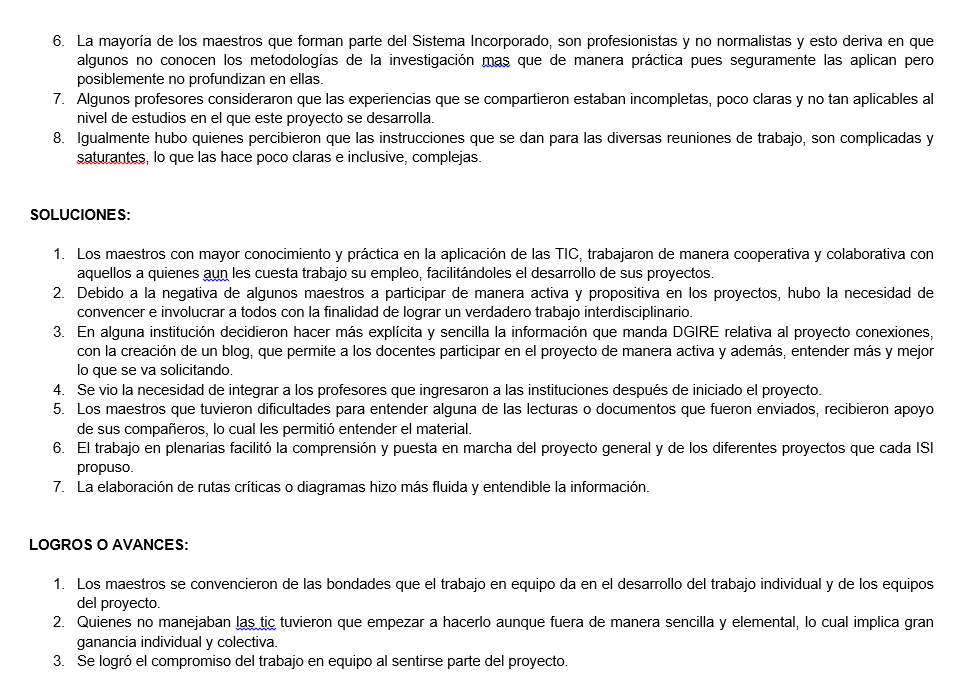 6. La mayoría de los maestros que forman parte del Sistema Incorporado, son profesionistas y no normalistas y esto deriva en que
algunos no conocen los metodologías de la investigación mas que de manera práctica pues seguramente las aplican pero
posiblemente no profundizan en ellas.
7. Algunos profesores consideraron que las experiencias que se compartieron estaban incompletas, poco claras y no tan aplicables al
nivel de estudios en el que este proyecto se desarrolla.
8. Igualmente hubo quienes percibieron que las instrucciones que se dan para las diversas reuniones de trabajo, son complicadas y
saturantes, lo que las hace poco claras e inclusive, complejas.
SOLUCIONES:
1. Los maestros con mayor conocimiento y práctica en la aplicación de las TIC, trabajaron de manera cooperativa y colaborativa con
aquellos a quienes aun les cuesta trabajo su empleo, facilitándoles el desarrollo de sus proyectos.
2. Debido a la negativa de algunos maestros a participar de manera activa y propositiva en los proyectos, hubo la necesidad de
convencer e involucrar a todos con la finalidad de lograr un verdadero trabajo interdisciplinario.
3. En alguna institución decidieron hacer más explícita y sencilla la información que manda DGIRE relativa al proyecto conexiones,
con la creación de un blog, que permite a los docentes participar en el proyecto de manera activa y además, entender más y mejor
lo que se va solicitando.
4. Se vio la necesidad de integrar a los profesores que ingresaron a las instituciones después de iniciado el proyecto.
5. Los maestros que tuvieron dificultades para entender alguna de las lecturas o documentos que fueron enviados, recibieron apoyo
de sus compañeros, lo cual les permitió entender el material.
6. El trabajo en plenarias facilitó la comprensión y puesta en marcha del proyecto general y de los diferentes proyectos que cada ISI
propuso.
7. La elaboración de rutas críticas o diagramas hizo más fluida y entendible la información.
LOGROS O AVANCES:
1. Los maestros se convencieron de las bondades que el trabajo en equipo da en el desarrollo del trabajo individual y de los equipos
del proyecto.
2. Quienes no manejaban las tic tuvieron que empezar a hacerlo aunque fuera de manera sencilla y elemental, lo cual implica gran
ganancia individual y colectiva.
3. Se logró el compromiso del trabajo en equipo al sentirse parte del proyecto.